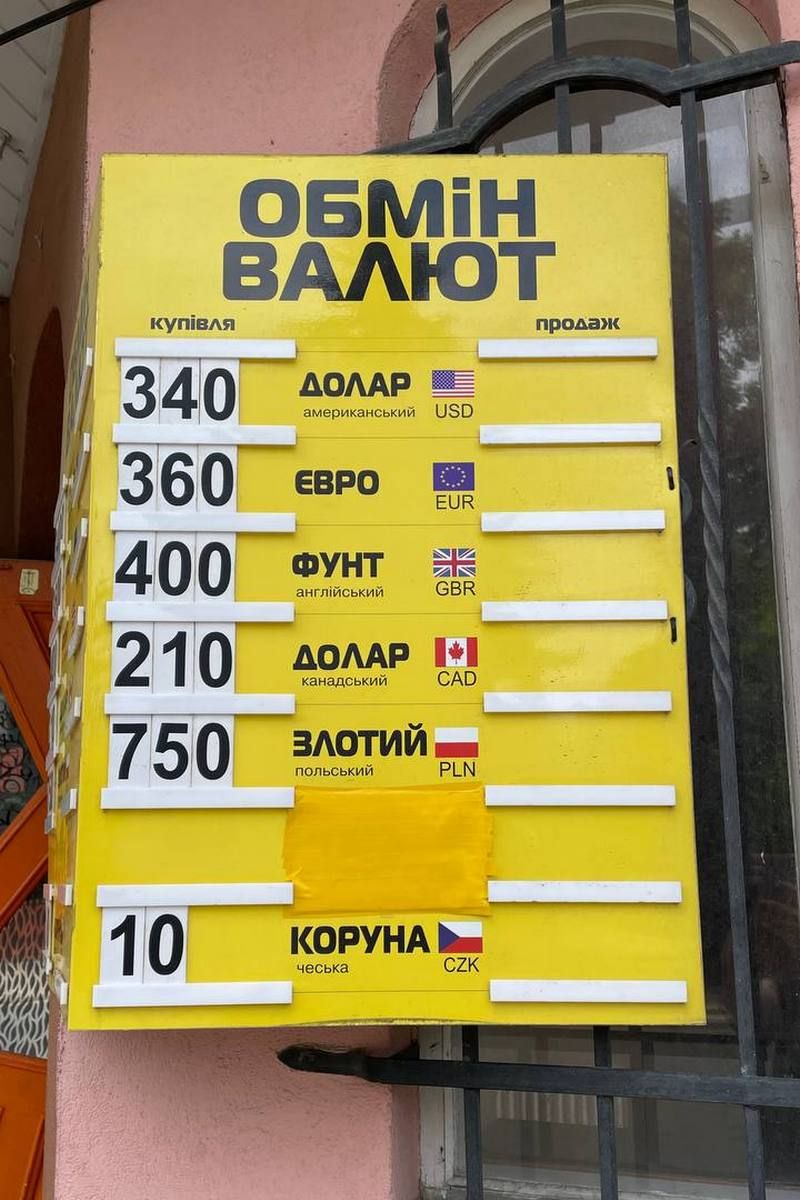 ОБМіН
ВАЛЮТ
купівля продаж
340 ДОЛАР
американський USD
360 ЄВРО
EUR
400 ФУНТ
англійський GBR
210 ДОЛАР
канадський CAD
750 ЗЛОТИЙ
польський PLN
10 КОРУНА
чеська CZK